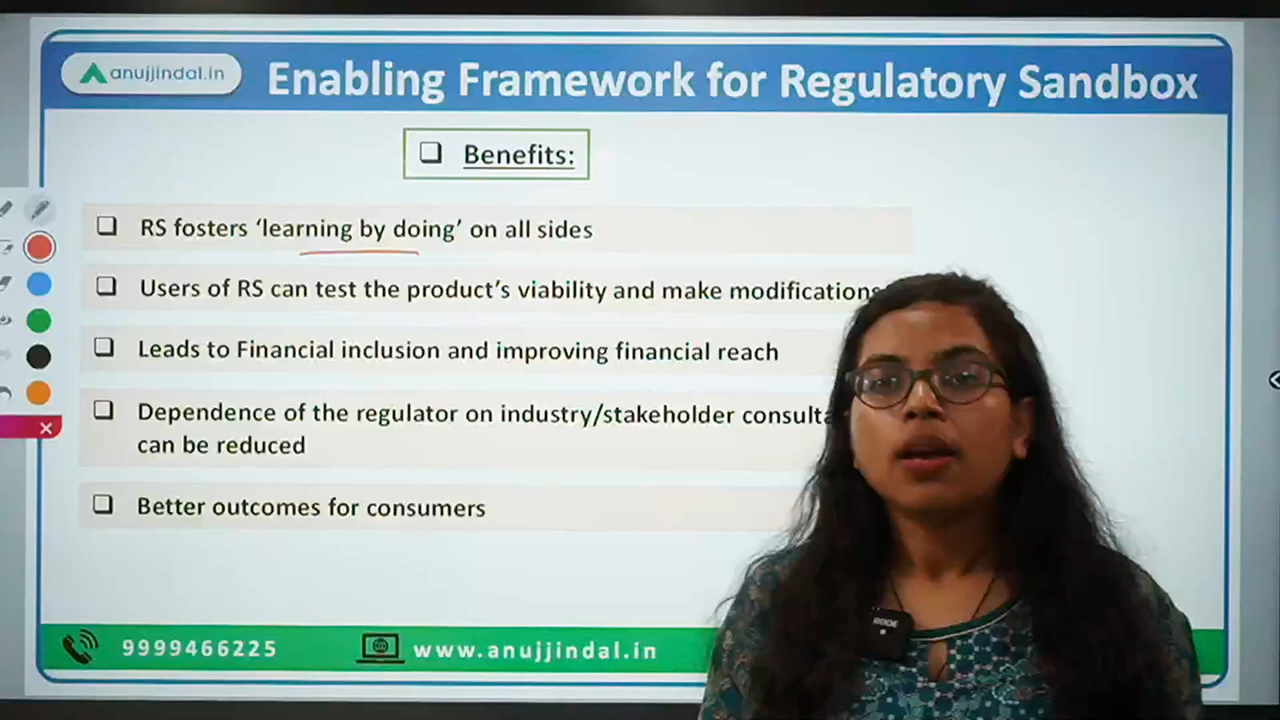 anujjindal.in
Enabling Framework for Regulatory Sandbox
Benefits:
RS fosters ‘learning by doing’ on all sides
Users of RS can test the product’s viability and make modifications
Leads to Financial inclusion and improving financial reach
Dependence of the regulator on industry/stakeholder
can be reduced
Better outcomes for consumers
9999466225
www.anujjindal.in
RODE